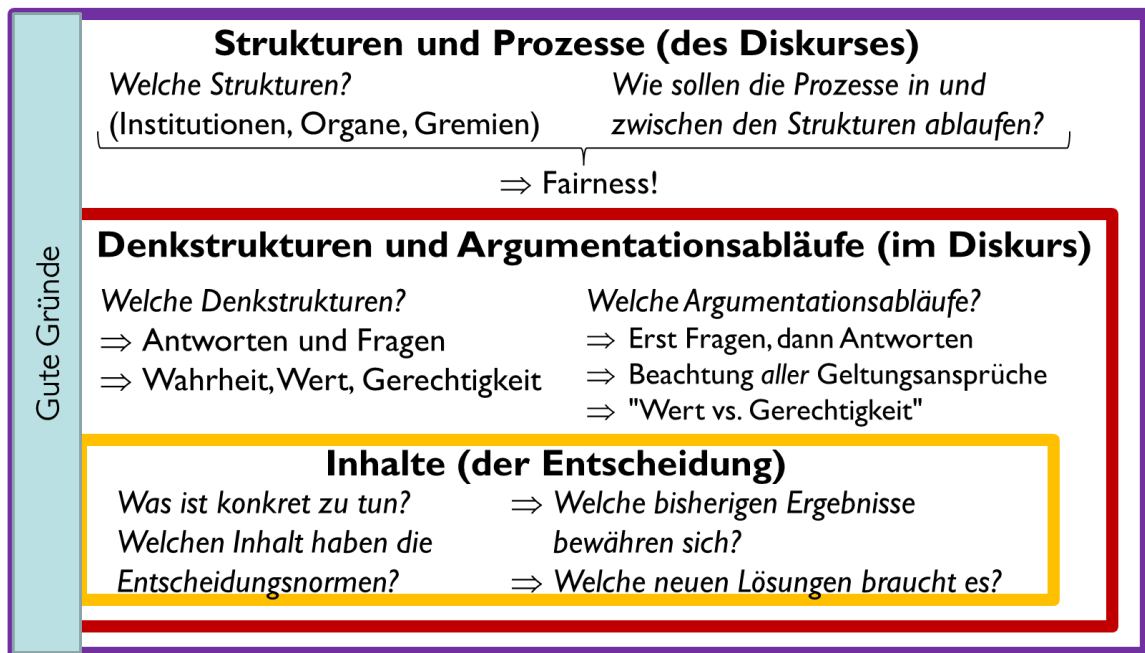 Gute Gründe
Strukturen und Prozesse (des Diskurses)
Welche Strukturen?
(Institutionen, Organe, Gremien)
Wie sollen die Prozesse in und
zwischen den Strukturen ablaufen?
⇒ Fairness!
Denkstrukturen und Argumentationsabläufe (im Diskurs)
Welche Denkstrukturen?
⇒ Antworten und Fragen
⇒ Wahrheit, Wert, Gerechtigkeit
Welche Argumentationsabläufe?
⇒ Erst Fragen, dann Antworten
⇒ Beachtung aller Geltungsansprüche
⇒ "Wert vs. Gerechtigkeit"
Inhalte (der Entscheidung)
Was ist konkret zu tun?
Welchen Inhalt haben die
Entscheidungsnormen?
⇒ Welche bisherigen Ergebnisse
bewähren sich?
⇒ Welche neuen Lösungen braucht es?